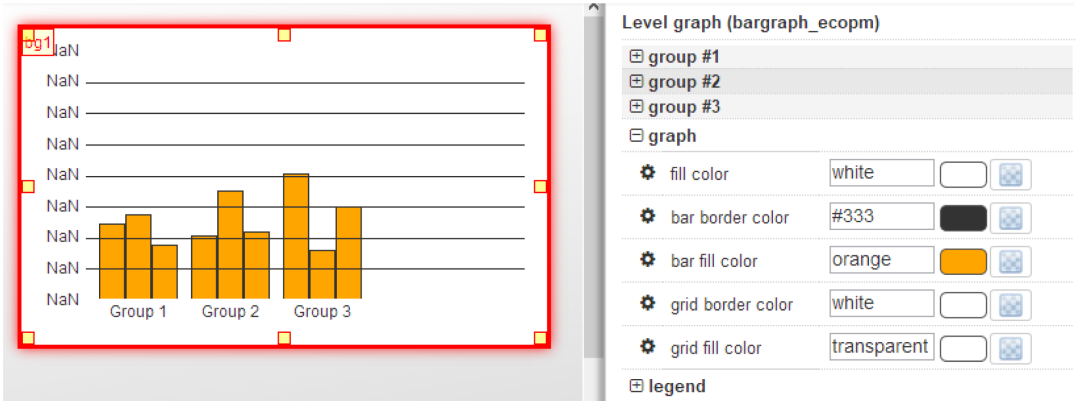 bg1
NaN
NaN
NaN
NaN
NaN
NaN
NaN
NaN
NaN
Group 1 Group 2 Group 3
Level graph (bargraph_ecopm)
group #1
group #2
group #3
graph
fill color white
bar border color #333
bar fill color orange
grid border color white
grid fill color transparent
legend